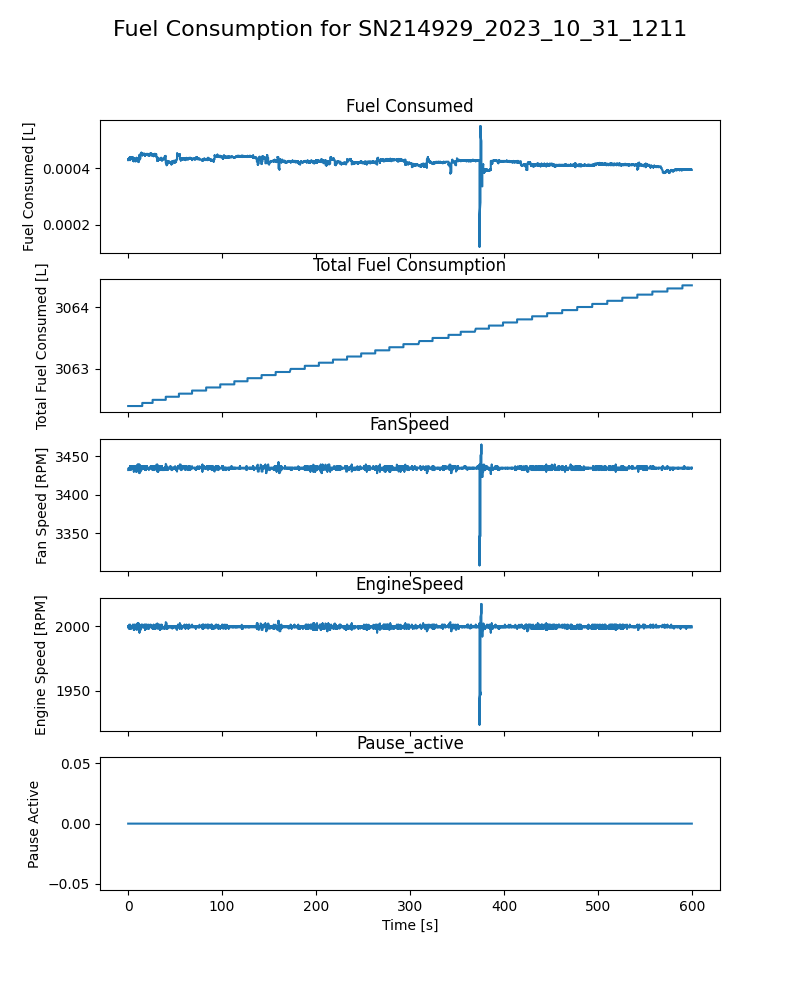 Fuel Consumption for SN214929_2023_10_31_1211
Fuel Consumed
Fuel Consumed [L]
0.0004
0.0002
Total Fuel Consumption
Total Fuel Consumed [L]
3064
3063
FanSpeed
Fan Speed [RPM]
3450
3400
3350
EngineSpeed
Engine Speed [RPM]
2000
1950
Pause_active
Pause Active
0.05
0.00
−0.05
0 100 200 300 400 500 600
Time [s]